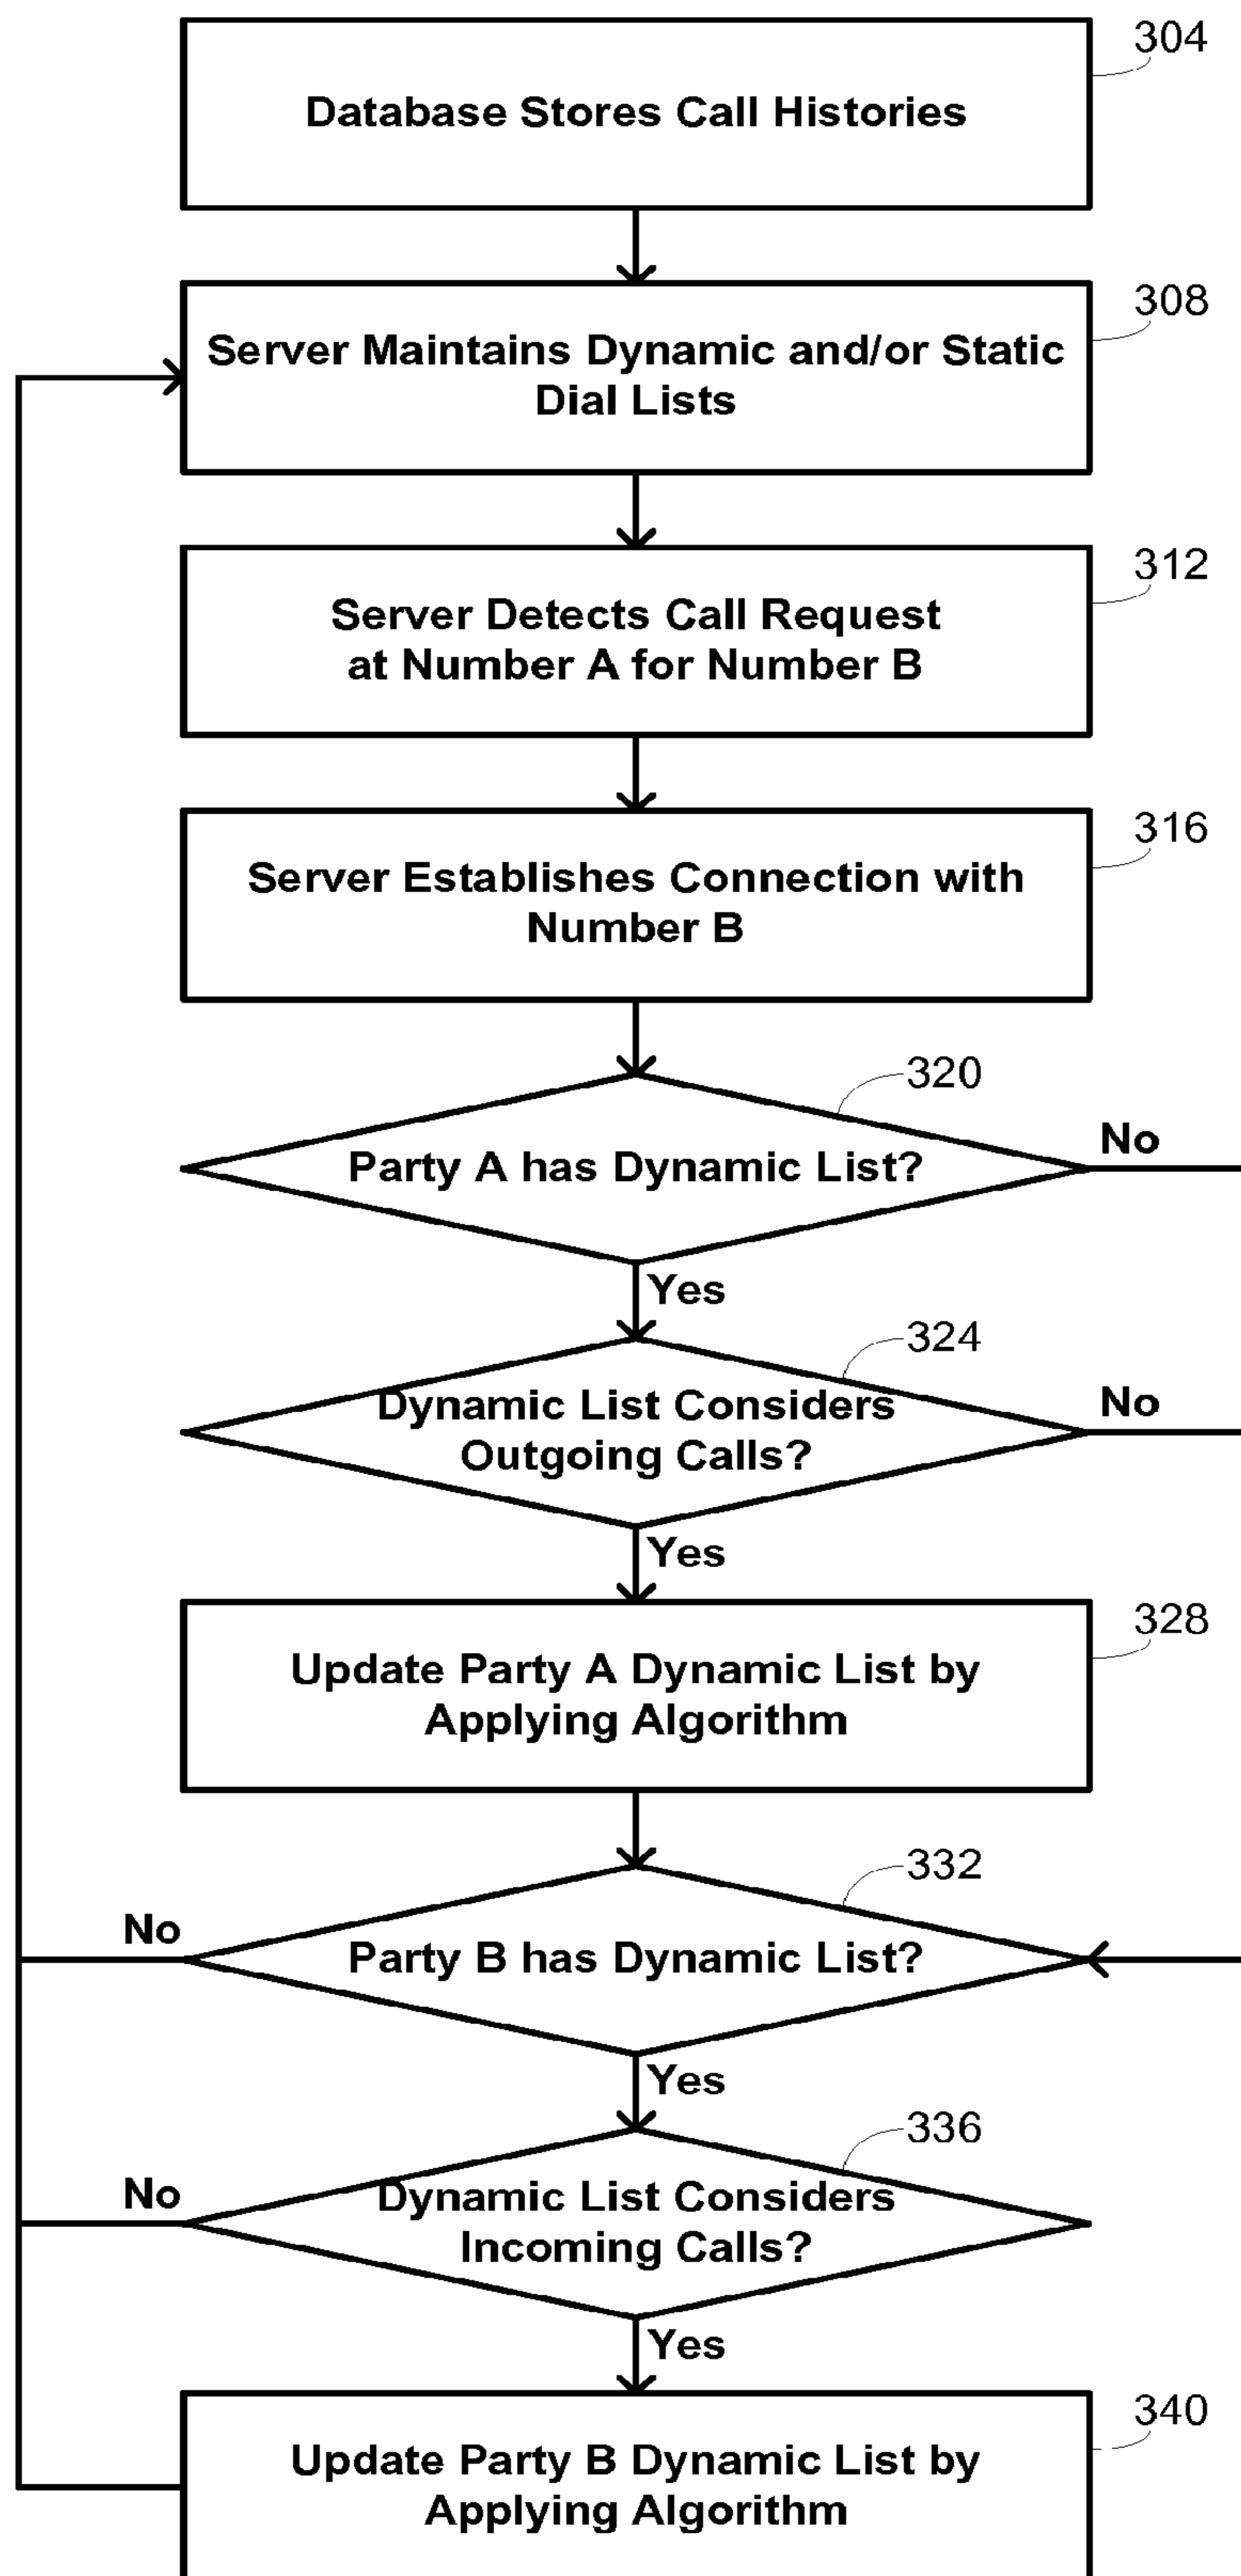 304
Database Stores Call Histories
308
Server Maintains Dynamic and/or Static
Dial Lists
312
Server Detects Call Request
at Number A for Number B
316
Server Establishes Connection with
Number B
320
Party A has Dynamic List?
No
Yes
324
Dynamic List Considers
Outgoing Calls?
No
Yes
328
Update Party A Dynamic List by
Applying Algorithm
332
No
Party B has Dynamic List?
Yes
336
No
Dynamic List Considers
Incoming Calls?
Yes
340
Update Party B Dynamic List by
Applying Algorithm